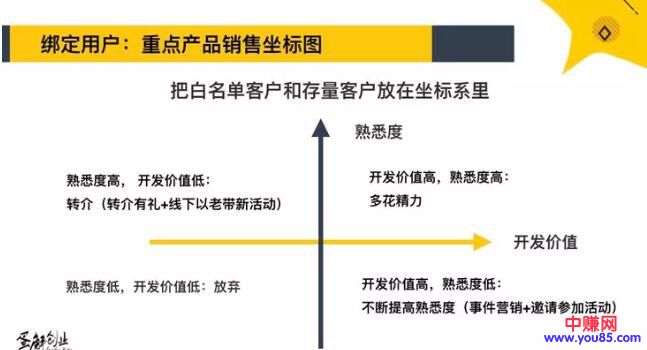 绑定用户：重点产品销售坐标图
把白名单客户和存量客户放在坐标系里
熟悉度
熟悉度高，开发价值低：
转介（转介有礼+线下以老带新活动）
开发价值高，熟悉度高：
多花精力
开发价值
熟悉度低，开发价值低：放弃
开发价值高，熟悉度低：
不断提高熟悉度（事件营销+邀请参加活动）
中赚网
www.you85.com